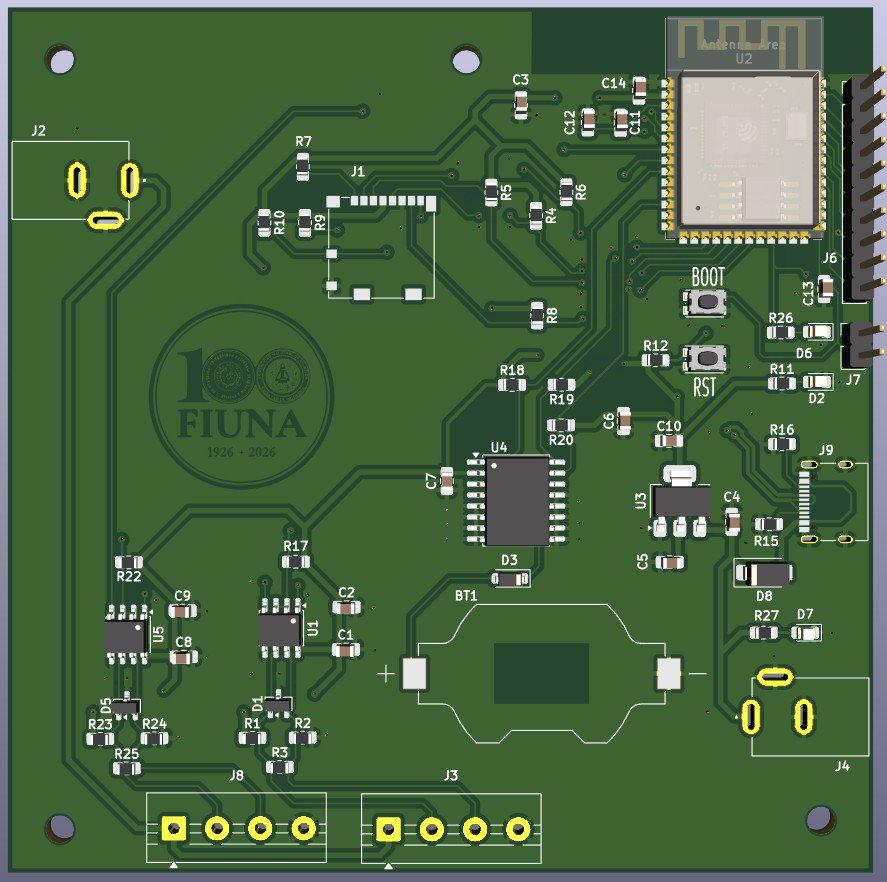 Antenna Area
U2
C3
C14
C12
C11
J2
R7
J1
R5
R6
R4
R10
R9
J6
BOOT
C13
R8
R26
D6
R12
RST
J7
R11
D2
R18
R19
100
FIUNA
1926 • 2026
R20
C6
C10
R16
U4
J9
C7
U3
C4
R15
R17
C5
D3
R22
D8
BT1
C2
C9
U5
U1
R27
D7
C1
C8
+
−
D5
D1
R23
R24
R1
R2
R3
R25
J4
J8
J3